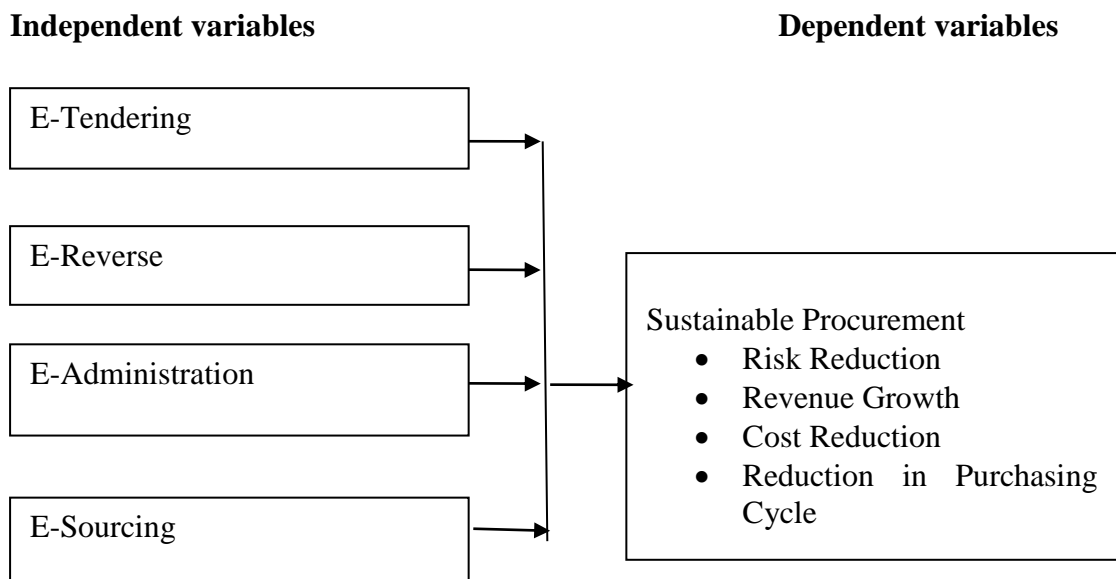 Independent variables
Dependent variables
E-Tendering
E-Reverse
E-Administration
E-Sourcing
Sustainable Procurement
• Risk Reduction
• Revenue Growth
• Cost Reduction
• Reduction in Purchasing
Cycle